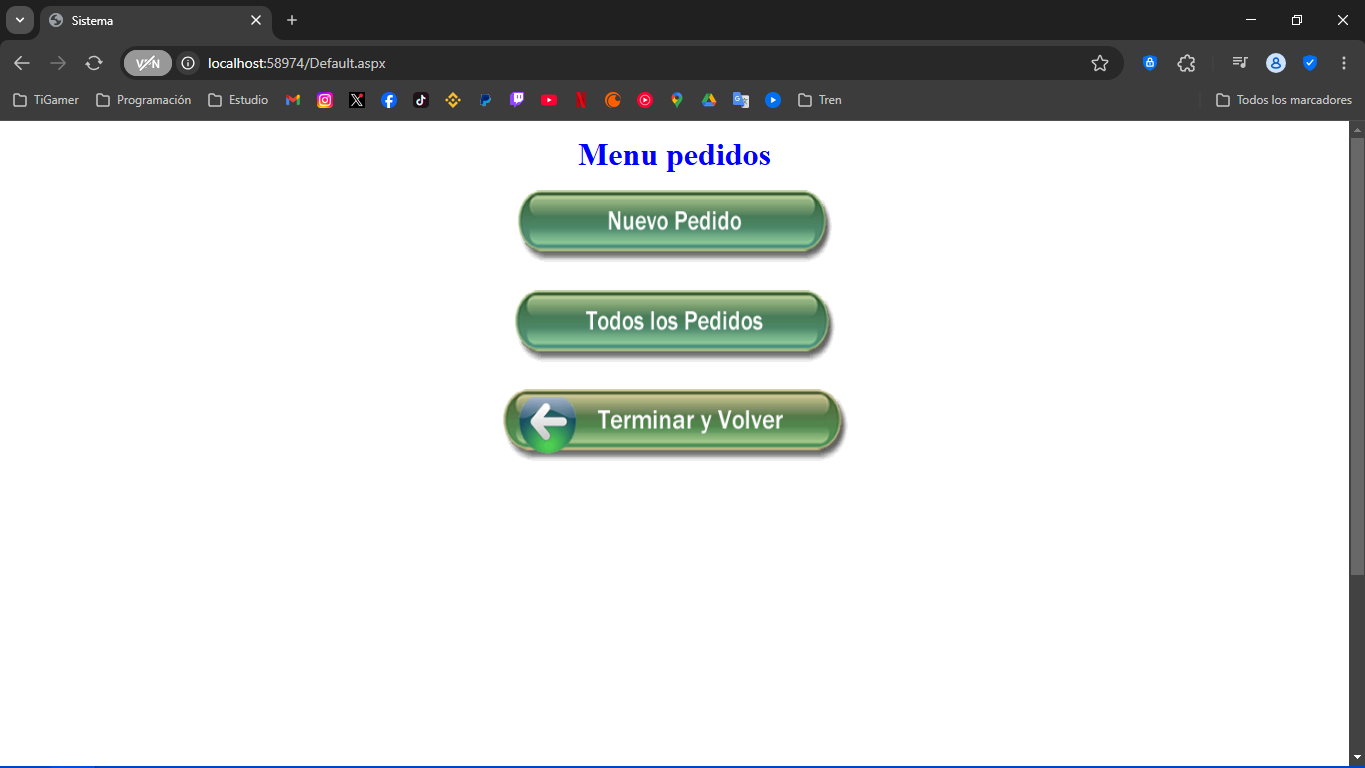 Sistema
VPN
localhost:58974/Default.aspx
TiGamer
Programación
Estudio
Tren
Todos los marcadores
Menu pedidos
Nuevo Pedido
Todos los Pedidos
Terminar y Volver